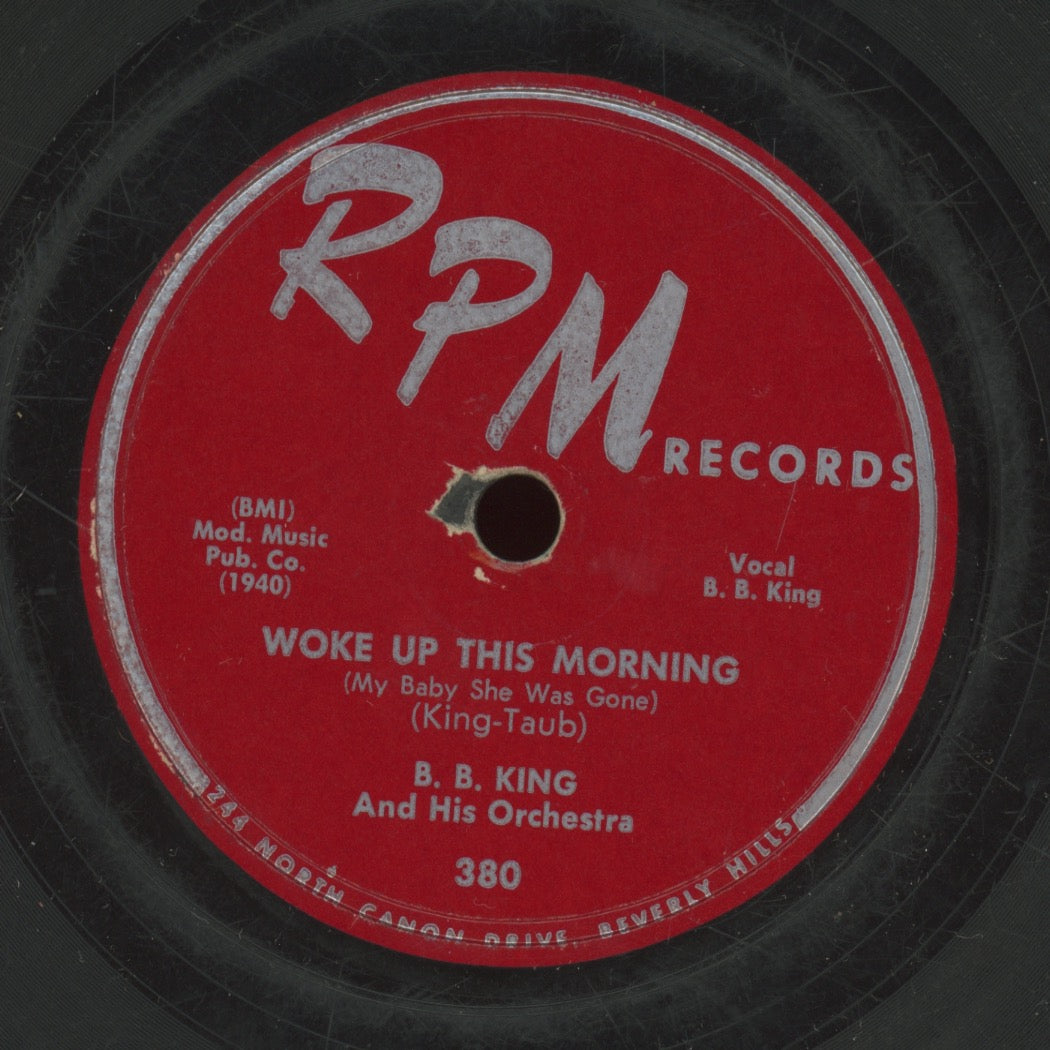 RPM
RECORDS
(BMI)
Mod. Music
Pub. Co.
(1940)
Vocal
B. B. King
WOKE UP THIS MORNING
(My Baby She Was Gone)
(King-Taub)
B. B. KING
And His Orchestra
380
NORTH CANON DRIVE, BEVERLY HILLS